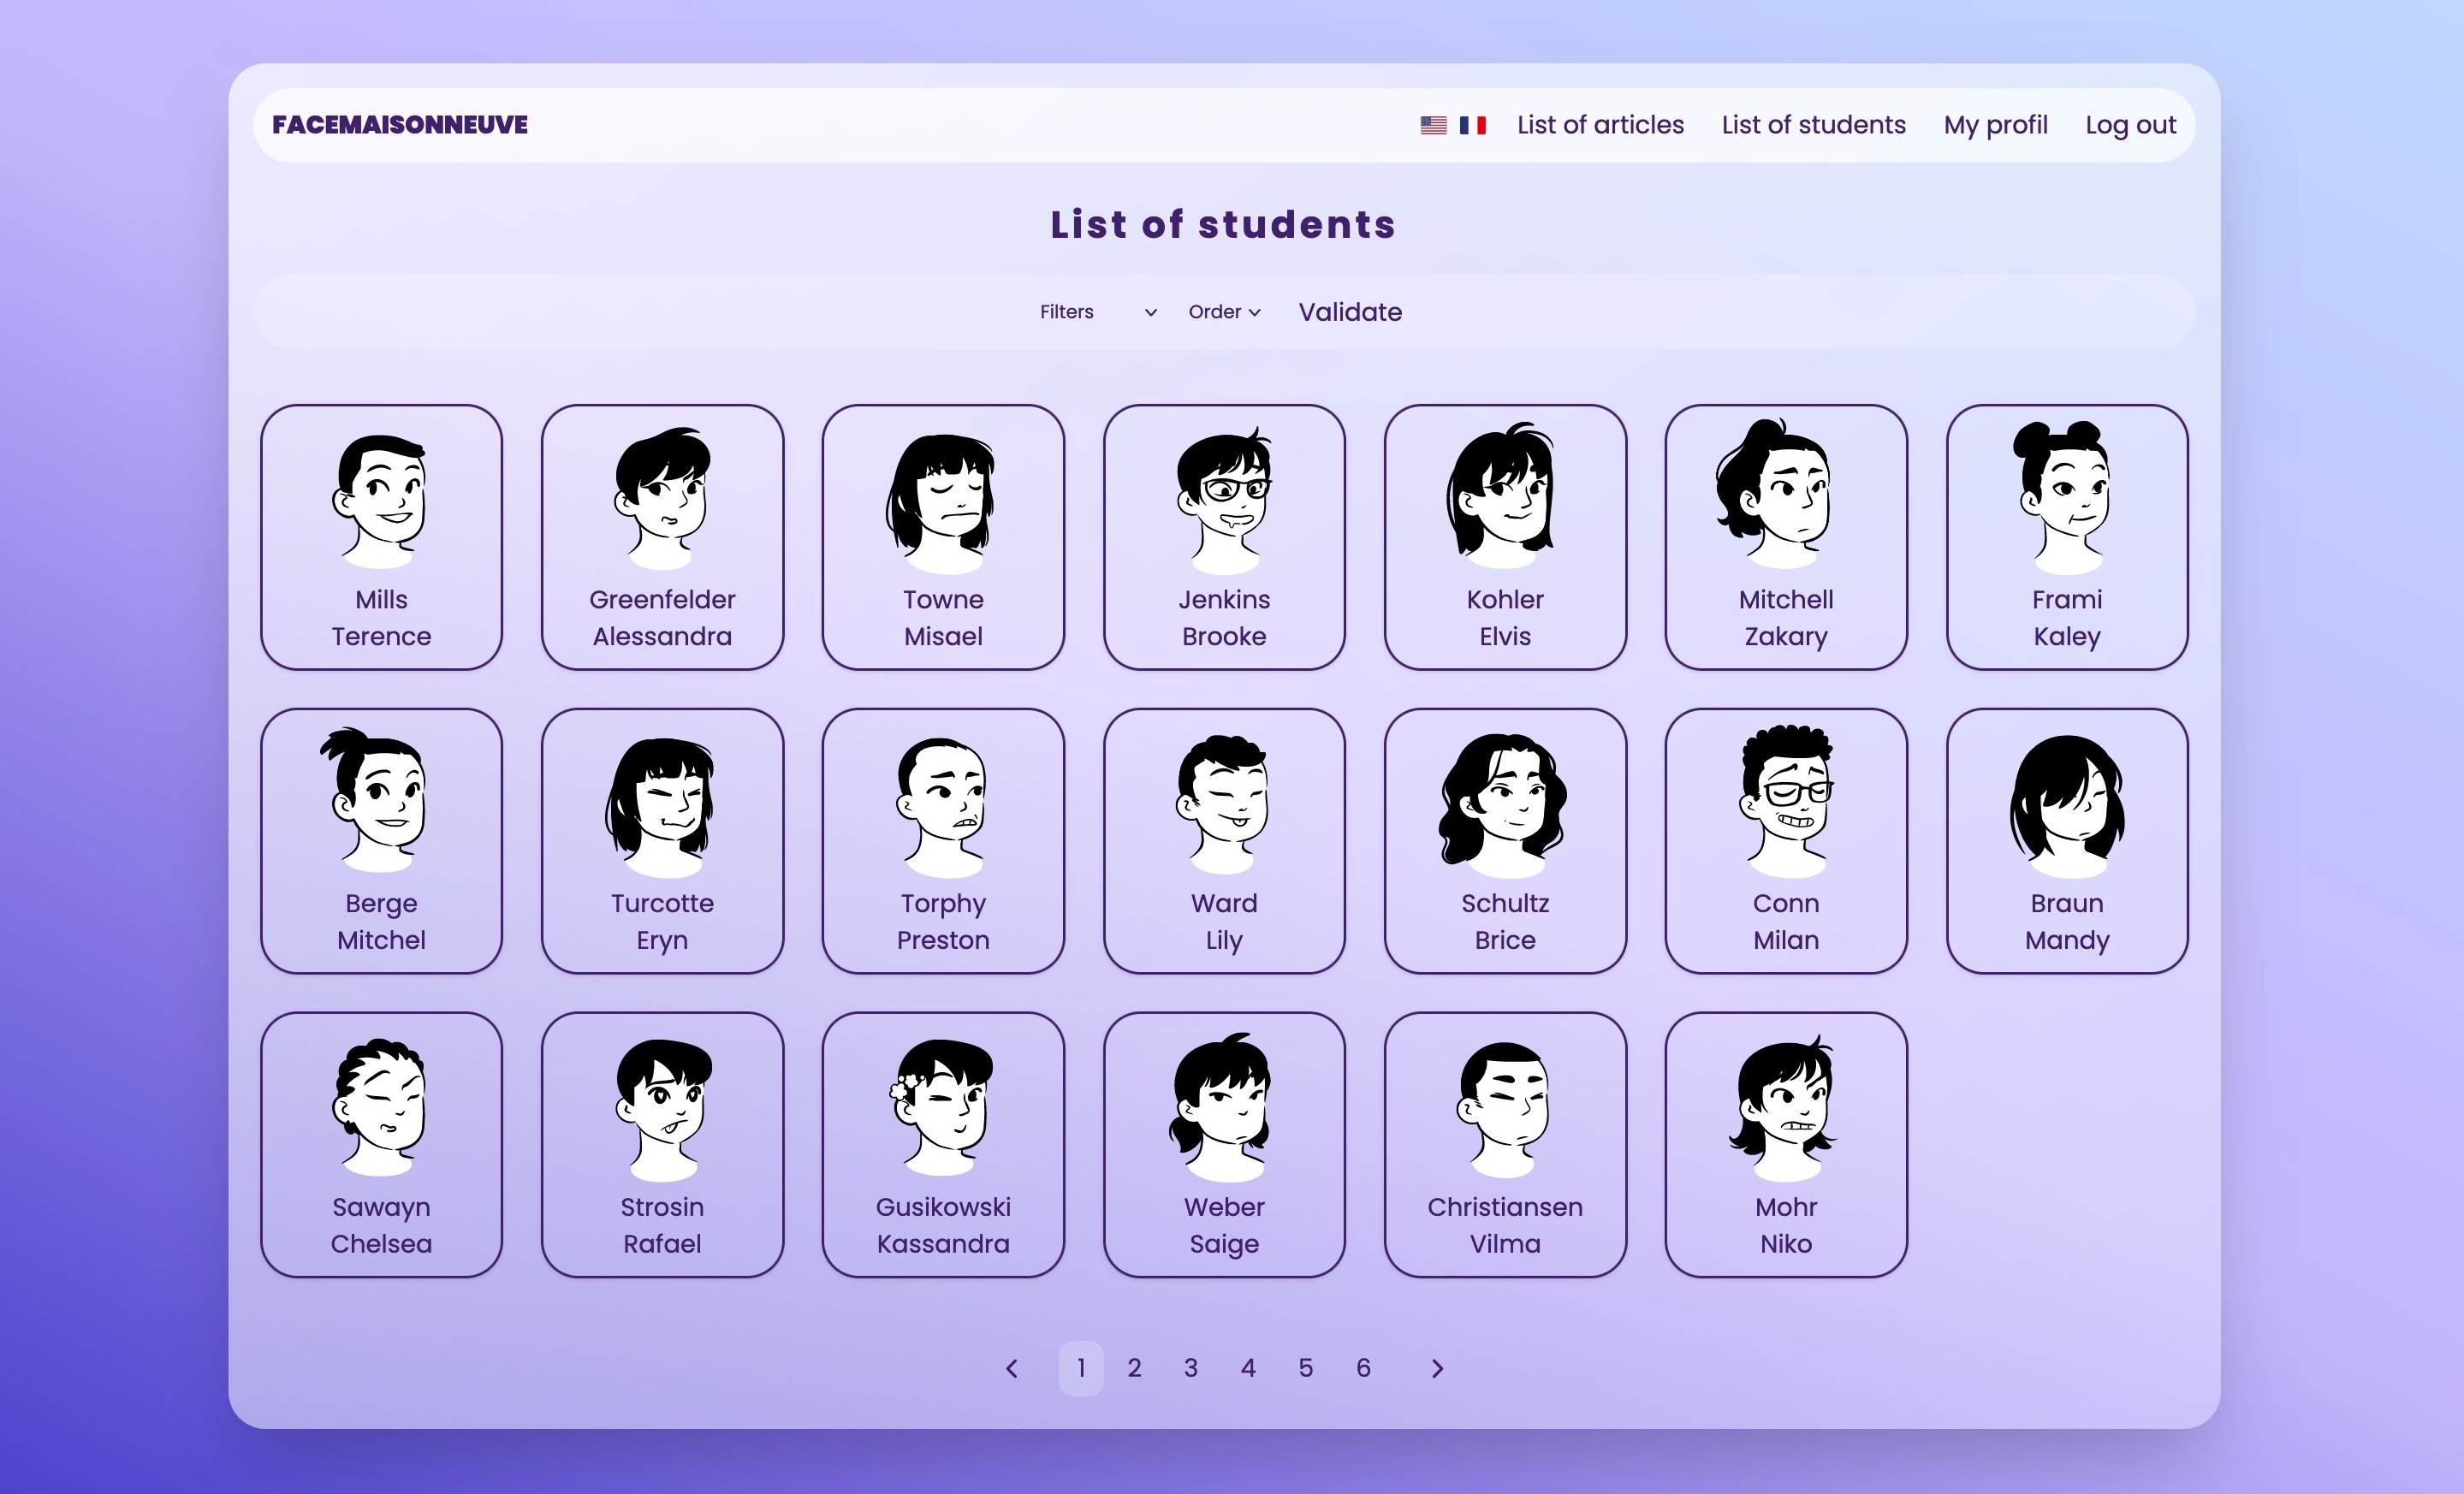 FACEMAISONNEUVE
List of articles List of students My profil Log out
List of students
Filters Order Validate
Mills
Terence
Greenfelder
Alessandra
Towne
Misael
Jenkins
Brooke
Kohler
Elvis
Mitchell
Zakary
Frami
Kaley
Berge
Mitchel
Turcotte
Eryn
Torphy
Preston
Ward
Lily
Schultz
Brice
Conn
Milan
Braun
Mandy
Sawayn
Chelsea
Strosin
Rafael
Gusikowski
Kassandra
Weber
Saige
Christiansen
Vilma
Mohr
Niko
1 2 3 4 5 6